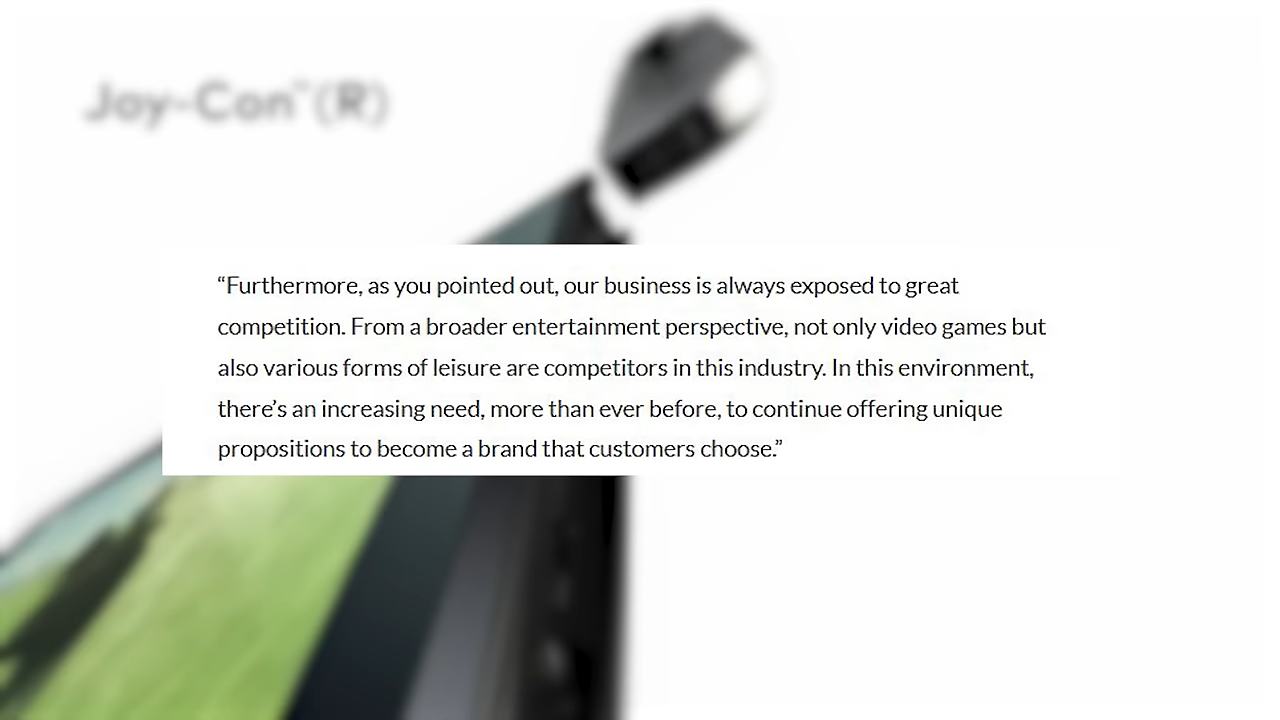 Joy-Con™(R)
“Furthermore, as you pointed out, our business is always exposed to great
competition. From a broader entertainment perspective, not only video games but
also various forms of leisure are competitors in this industry. In this environment,
there’s an increasing need, more than ever before, to continue offering unique
propositions to become a brand that customers choose.”